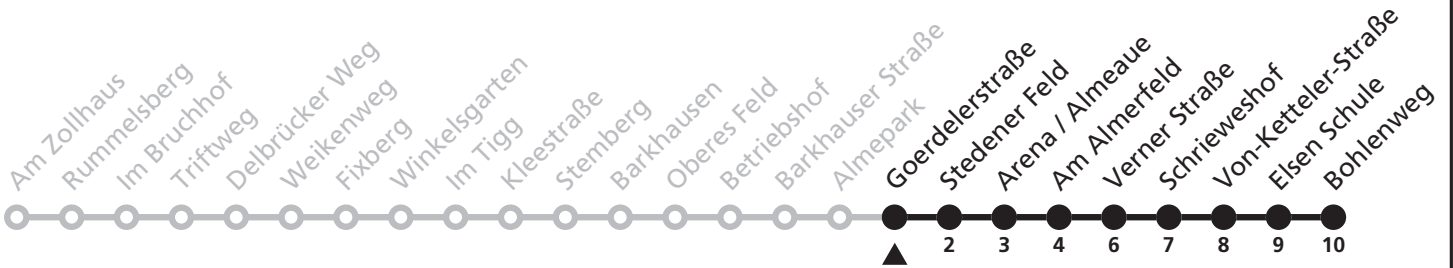 Am Zollhaus
Rummelsberg
Im Bruchhof
Triftweg
Delbrücker Weg
Weikenweg
Fixberg
Winkelsgarten
Im Tigg
Kleestraße
Stemberg
Barkhausen
Oberes Feld
Betriebshof
Barkhauser Straße
Almepark
Goerdelerstraße
Stedener Feld
Arena / Almeaue
Am Almerfeld
Verner Straße
Schrieweshof
Von-Ketteler-Straße
Elsen Schule
Bohlenweg
2 3 4 6 7 8 9 10